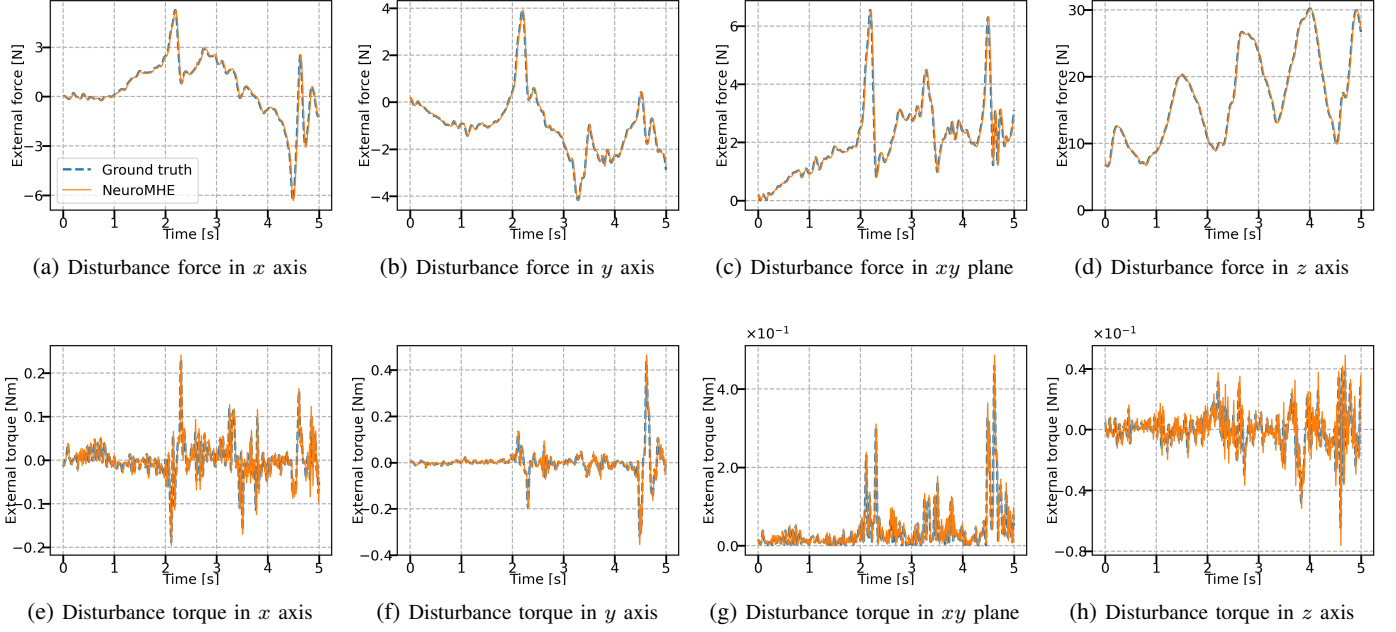 3
0
−3
−6
External force [N]
Ground truth
NeuroMHE
0 1 2 3 4 5
Time [s]
(a) Disturbance force in x axis
4
2
0
−2
−4
External force [N]
0 1 2 3 4 5
Time [s]
(b) Disturbance force in y axis
6
4
2
0
External force [N]
0 1 2 3 4 5
Time [s]
(c) Disturbance force in xy plane
30
20
10
0
External force [N]
0 1 2 3 4 5
Time [s]
(d) Disturbance force in z axis
0.2
0.1
0.0
−0.1
−0.2
External torque [Nm]
0 1 2 3 4 5
Time [s]
(e) Disturbance torque in x axis
0.4
0.2
0.0
−0.2
−0.4
External torque [Nm]
0 1 2 3 4 5
Time [s]
(f) Disturbance torque in y axis
×10⁻¹
4.0
2.0
0.0
External torque [Nm]
0 1 2 3 4 5
Time [s]
(g) Disturbance torque in xy plane
×10⁻¹
0.4
0.0
−0.4
−0.8
External torque [Nm]
0 1 2 3 4 5
Time [s]
(h) Disturbance torque in z axis